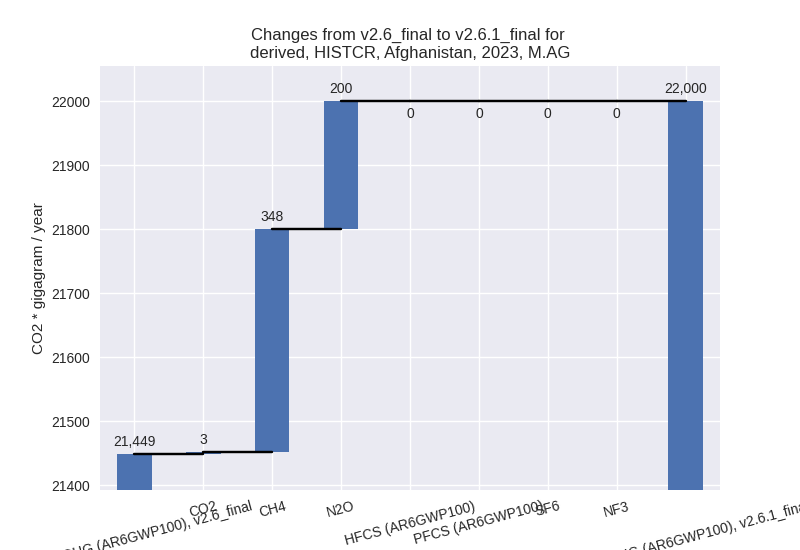 Changes from v2.6_final to v2.6.1_final for
derived, HISTCR, Afghanistan, 2023, M.AG
CO2 * gigagram / year
22000
21900
21800
21700
21600
21500
21400
21,449
3
348
200
0
0
0
0
22,000
(AR6GWP100), v2.6_final
CO2
CH4
N2O
HFCS (AR6GWP100)
PFCS (AR6GWP100)
SF6
NF3
(AR6GWP100), v2.6.1_fina